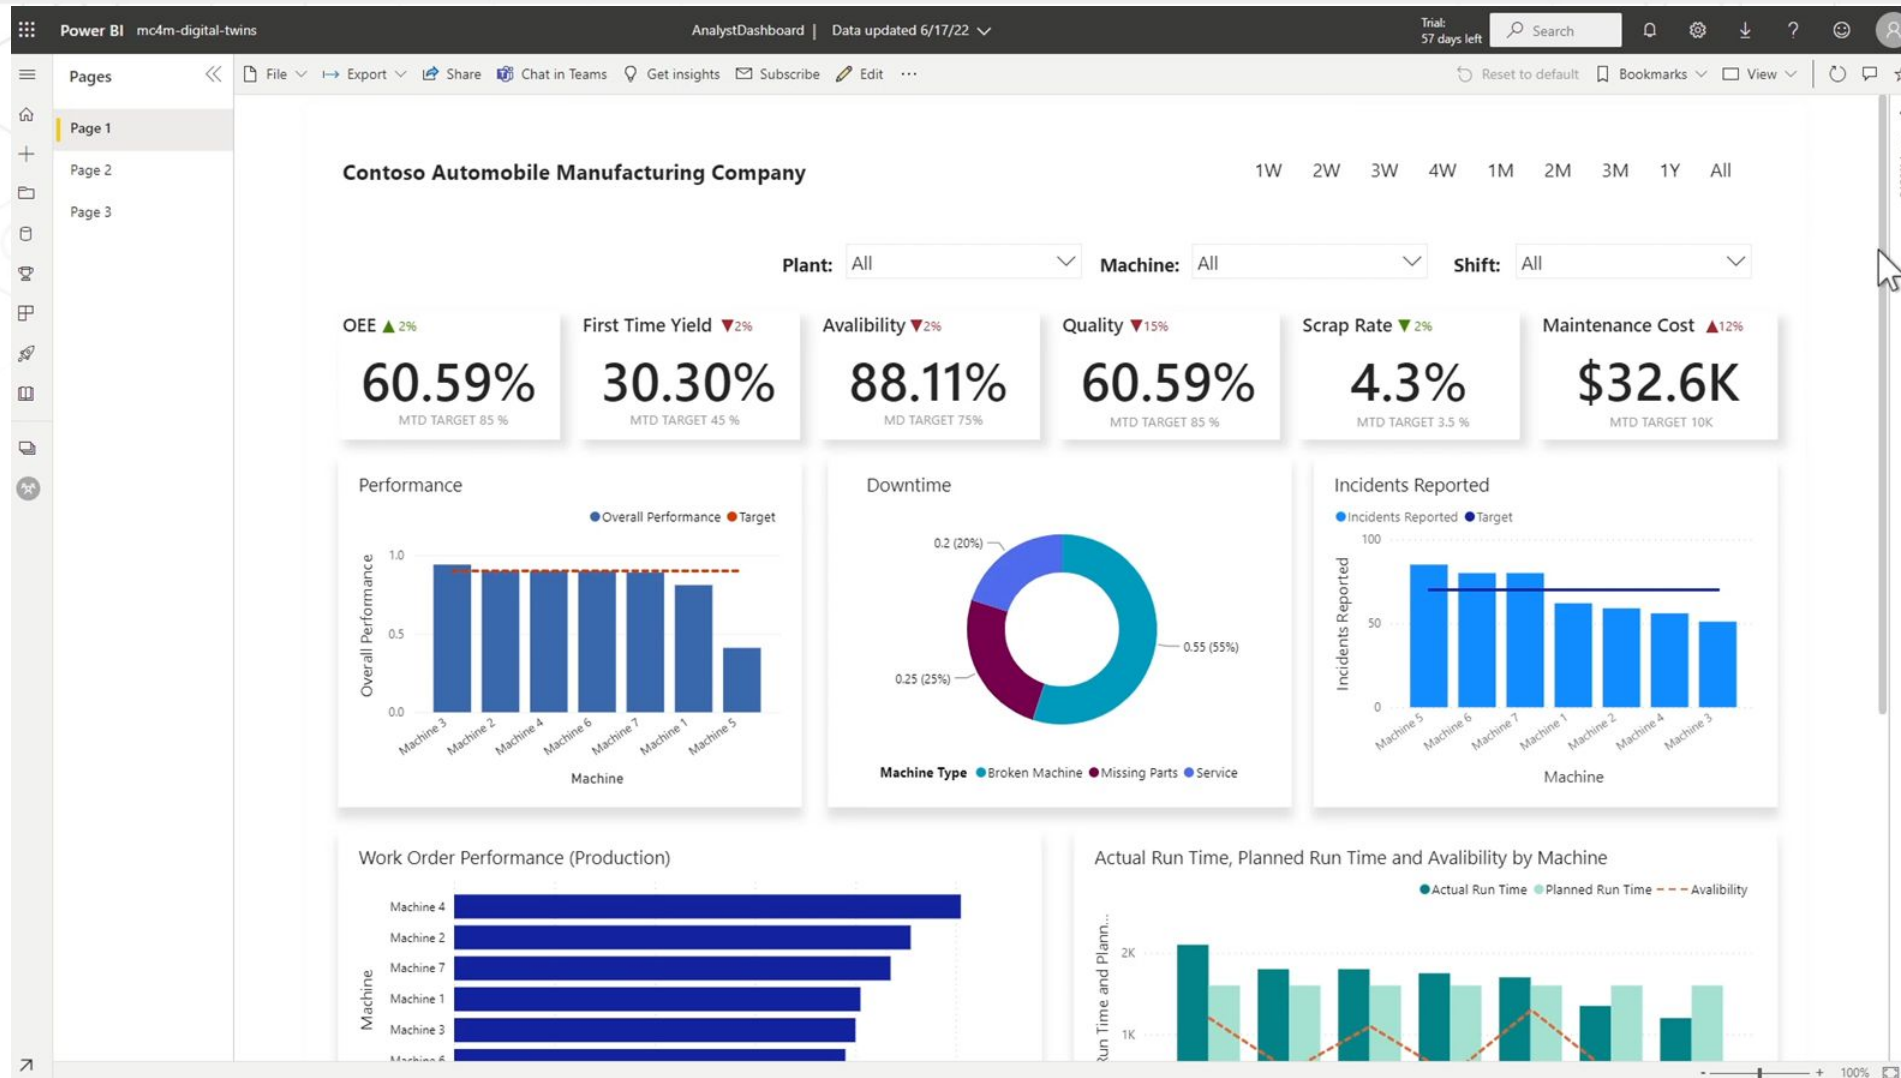 Power BI mc4m-digital-twins
AnalystDashboard | Data updated 6/17/22
Trial:
57 days left
Search
Pages
File Export Share Chat in Teams Get insights Subscribe Edit ...
Reset to default Bookmarks View
Page 1
Page 2
Page 3
Contoso Automobile Manufacturing Company
1W 2W 3W 4W 1M 2M 3M 1Y All
Plant: All Machine: All Shift: All
OEE ▲ 2%
60.59%
MTD TARGET 85 %
First Time Yield ▼2%
30.30%
MTD TARGET 45 %
Avalibility ▼2%
88.11%
MD TARGET 75%
Quality ▼15%
60.59%
MTD TARGET 85 %
Scrap Rate ▼ 2%
4.3%
MTD TARGET 3.5 %
Maintenance Cost ▲12%
$32.6K
MTD TARGET 10K
Performance
Overall Performance Target
Overall Performance
1.0
0.5
0.0
Machine 3 Machine 2 Machine 4 Machine 6 Machine 7 Machine 1 Machine 5
Machine
Downtime
0.2 (20%)
0.55 (55%)
0.25 (25%)
Machine Type Broken Machine Missing Parts Service
Incidents Reported
Incidents Reported Target
Incidents Reported
100
50
0
Machine 5 Machine 6 Machine 7 Machine 1 Machine 2 Machine 4 Machine 3
Machine
Work Order Performance (Production)
Machine
Machine 4
Machine 2
Machine 7
Machine 1
Machine 3
Machine 6
Actual Run Time, Planned Run Time and Avalibility by Machine
Actual Run Time Planned Run Time Avalibility
Run Time and Plann...
2K
1K
- + 100%